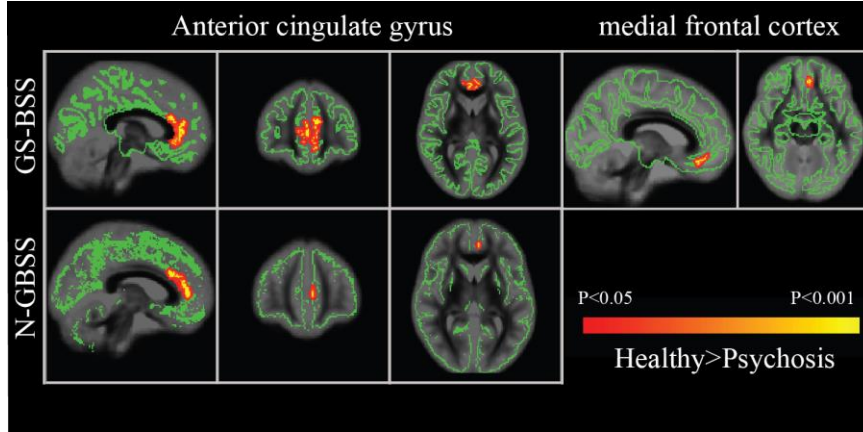 Anterior cingulate gyrus
medial frontal cortex
GS-BSS
N-GBSS
P<0.05
P<0.001
Healthy>Psychosis